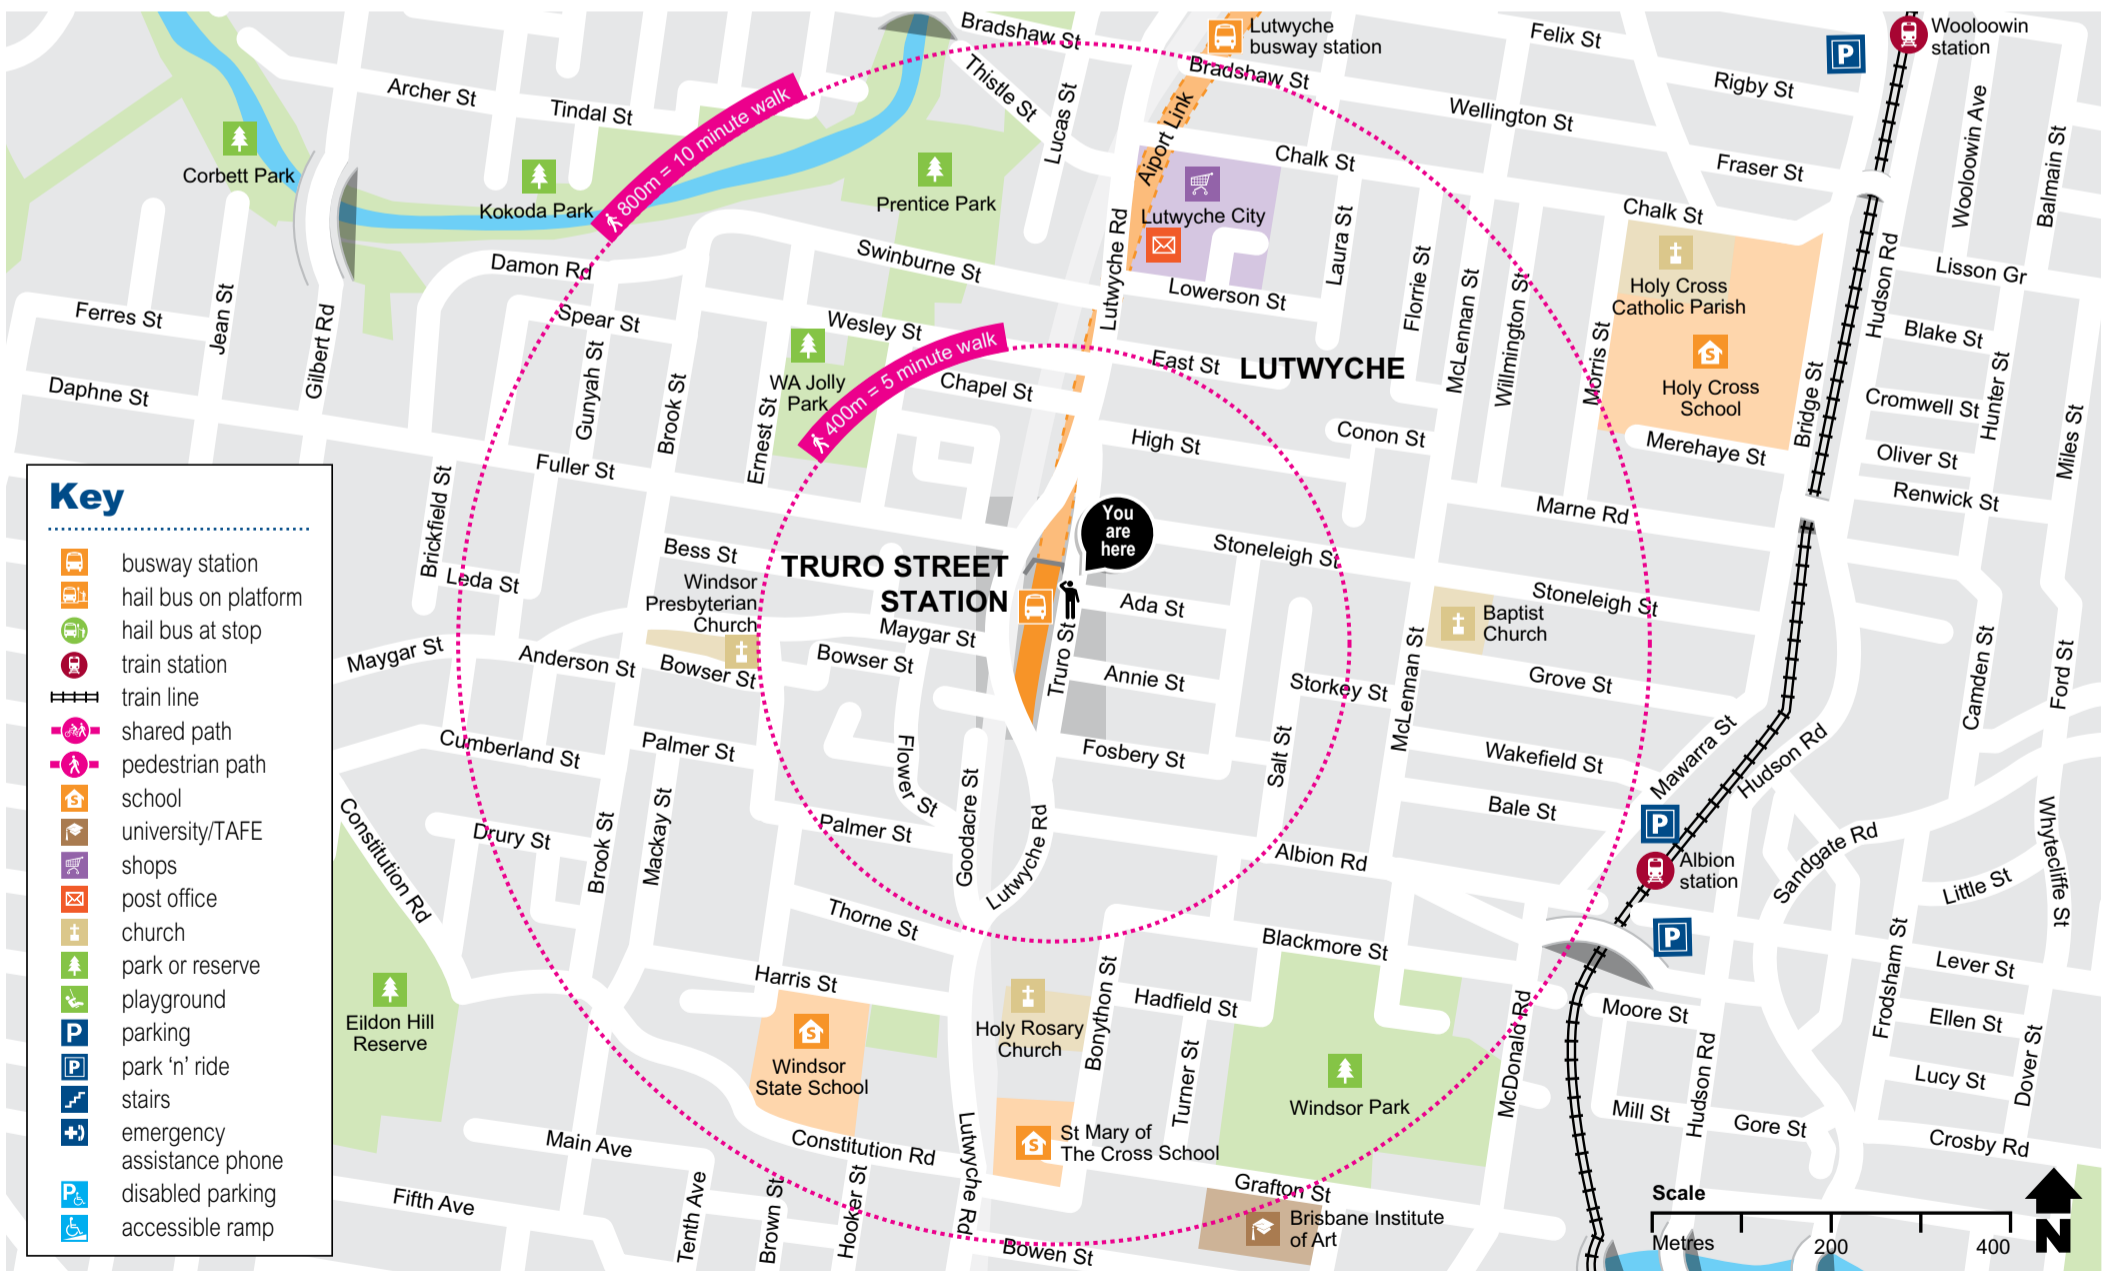 Bradshaw St
Lutwyche
busway station
Felix St
Wooloowin
station
Bradshaw St
Rigby St
Archer St
Tindal St
800m = 10 minute walk
Thistle St
Lucas St
Aiport Link
Wellington St
Wooloowin Ave
Balmain St
Corbett Park
Kokoda Park
Prentice Park
Chalk St
Fraser St
Lutwyche City
Chalk St
Laura St
Lutwyche Rd
Damon Rd
Swinburne St
Lowerson St
Florrie St
McLennan St
Willmington St
Holy Cross
Catholic Parish
Hudson Rd
Lisson Gr
Ferres St
Jean St
Gilbert Rd
Spear St
Gunyah St
Wesley St
WA Jolly
Park
400m = 5 minute walk
Chapel St
East St
LUTWYCHE
Morris St
Holy Cross
School
Blake St
Hunter St
Daphne St
Brook St
Ernest St
High St
Conon St
Merehaye St
Bridge St
Cromwell St
Oliver St
Miles St
Renwick St
Fuller St
Brickfield St
Marne Rd
You
are
here
Bess St
TRURO STREET
STATION
Stoneleigh St
Stoneleigh St
Leda St
Windsor
Presbyterian
Church
Ada St
Baptist
Church
Maygar St
Maygar St
Anderson St
Bowser St
Bowser St
Truro St
Annie St
Storkey St
McLennan St
Grove St
Camden St
Ford St
Cumberland St
Palmer St
Flower St
Fosbery St
Salt St
Wakefield St
Mawarra St
Hudson Rd
Bale St
Constitution Rd
Drury St
Brook St
Mackay St
Palmer St
Goodacre St
Lutwyche Rd
Albion Rd
Albion
station
Sandgate Rd
Little St
Whytecliffe St
Thorne St
Blackmore St
Harris St
Frodsham St
Lever St
Eildon Hill
Reserve
Windsor
State School
Holy Rosary
Church
Bonython St
Hadfield St
Turner St
Windsor Park
McDonald Rd
Moore St
Hudson Rd
Ellen St
Lucy St
Dover St
Mill St
Gore St
Crosby Rd
Main Ave
Constitution Rd
Lutwyche Rd
St Mary of
The Cross School
Grafton St
Fifth Ave
Tenth Ave
Brown St
Hooker St
Bowen St
Brisbane Institute
of Art
Scale
Metres
200
400
N
Key
busway station
hail bus on platform
hail bus at stop
train station
train line
shared path
pedestrian path
school
university/TAFE
shops
post office
church
park or reserve
playground
P
parking
P
park 'n' ride
stairs
emergency
assistance phone
P
disabled parking
accessible ramp